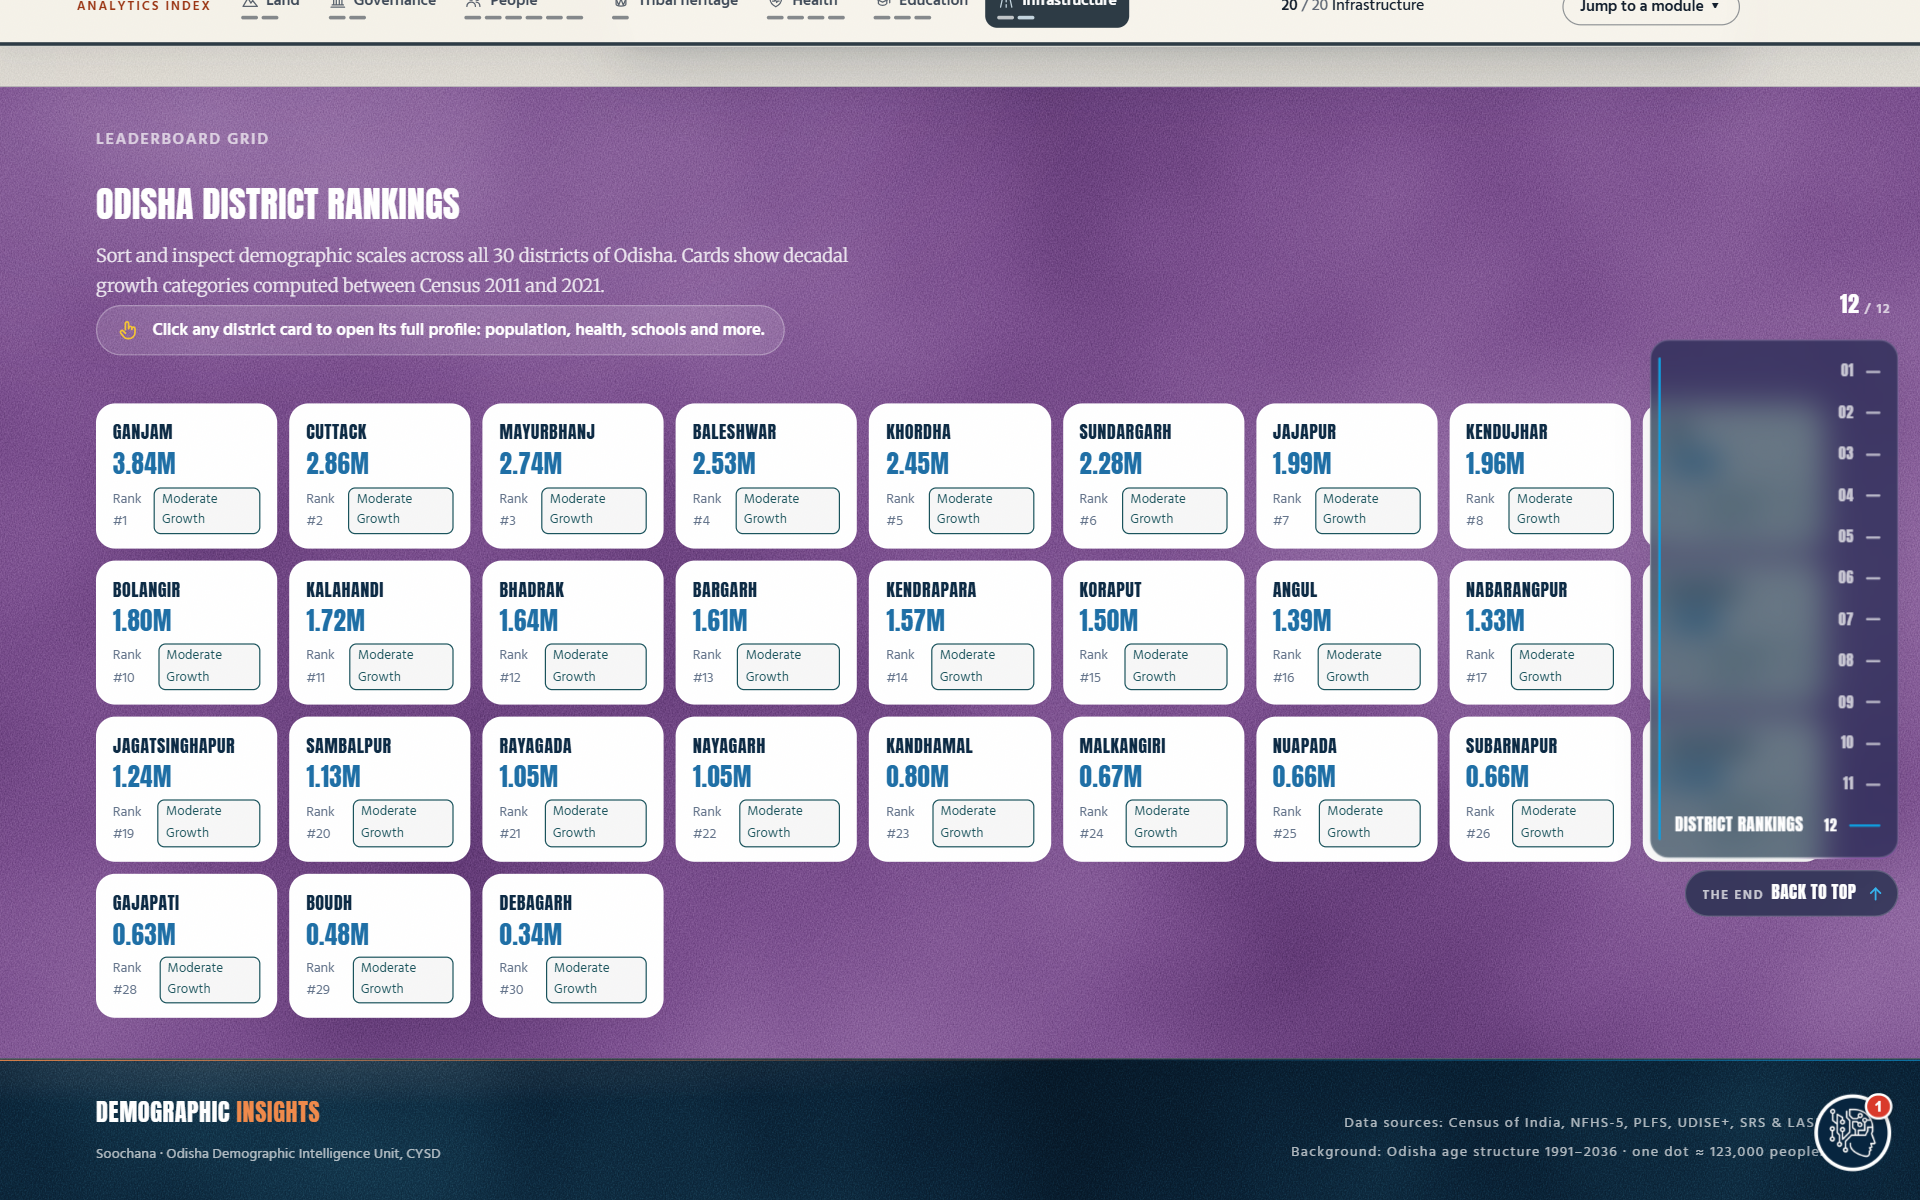 ANALYTICS INDEX
Land
Governance
People
Tribal heritage
Health
Education
Infrastructure
20 / 20 Infrastructure
Jump to a module
LEADERBOARD GRID
ODISHA DISTRICT RANKINGS
Sort and inspect demographic scales across all 30 districts of Odisha. Cards show decadal
growth categories computed between Census 2011 and 2021.
Click any district card to open its full profile: population, health, schools and more.
12 / 12
GANJAM
3.84M
Rank #1
Moderate Growth
CUTTACK
2.86M
Rank #2
Moderate Growth
MAYURBHANJ
2.74M
Rank #3
Moderate Growth
BALESHWAR
2.53M
Rank #4
Moderate Growth
KHORDHA
2.45M
Rank #5
Moderate Growth
SUNDARGARH
2.28M
Rank #6
Moderate Growth
JAJAPUR
1.99M
Rank #7
Moderate Growth
KENDUJHAR
1.96M
Rank #8
Moderate Growth
BOLANGIR
1.80M
Rank #10
Moderate Growth
KALAHANDI
1.72M
Rank #11
Moderate Growth
BHADRAK
1.64M
Rank #12
Moderate Growth
BARGARH
1.61M
Rank #13
Moderate Growth
KENDRAPARA
1.57M
Rank #14
Moderate Growth
KORAPUT
1.50M
Rank #15
Moderate Growth
ANGUL
1.39M
Rank #16
Moderate Growth
NABARANGPUR
1.33M
Rank #17
Moderate Growth
JAGATSINGHAPUR
1.24M
Rank #19
Moderate Growth
SAMBALPUR
1.13M
Rank #20
Moderate Growth
RAYAGADA
1.05M
Rank #21
Moderate Growth
NAYAGARH
1.05M
Rank #22
Moderate Growth
KANDHAMAL
0.80M
Rank #23
Moderate Growth
MALKANGIRI
0.67M
Rank #24
Moderate Growth
NUAPADA
0.66M
Rank #25
Moderate Growth
SUBARNAPUR
0.66M
Rank #26
Moderate Growth
GAJAPATI
0.63M
Rank #28
Moderate Growth
BOUDH
0.48M
Rank #29
Moderate Growth
DEBAGARH
0.34M
Rank #30
Moderate Growth
01
02
03
04
05
06
07
08
09
10
11
DISTRICT RANKINGS 12
THE END BACK TO TOP
DEMOGRAPHIC INSIGHTS
Soochana · Odisha Demographic Intelligence Unit, CYSD
Data sources: Census of India, NFHS-5, PLFS, UDISE+, SRS & LAS
Background: Odisha age structure 1991–2036 · one dot ≈ 123,000 people
1